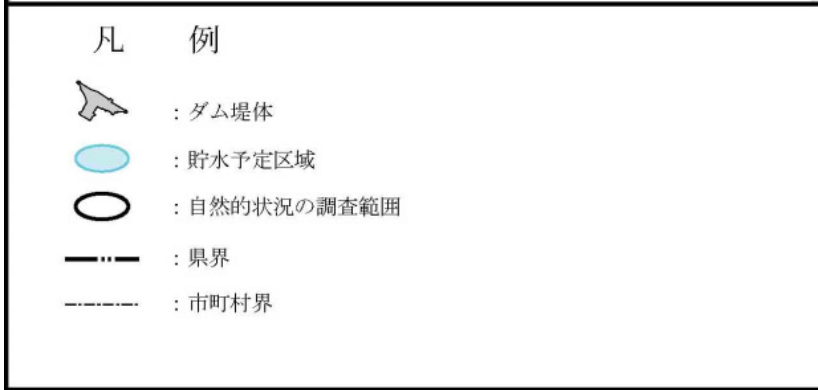 凡 例
：ダム堤体
：貯水予定区域
：自然的状況の調査範囲
：県界
：市町村界